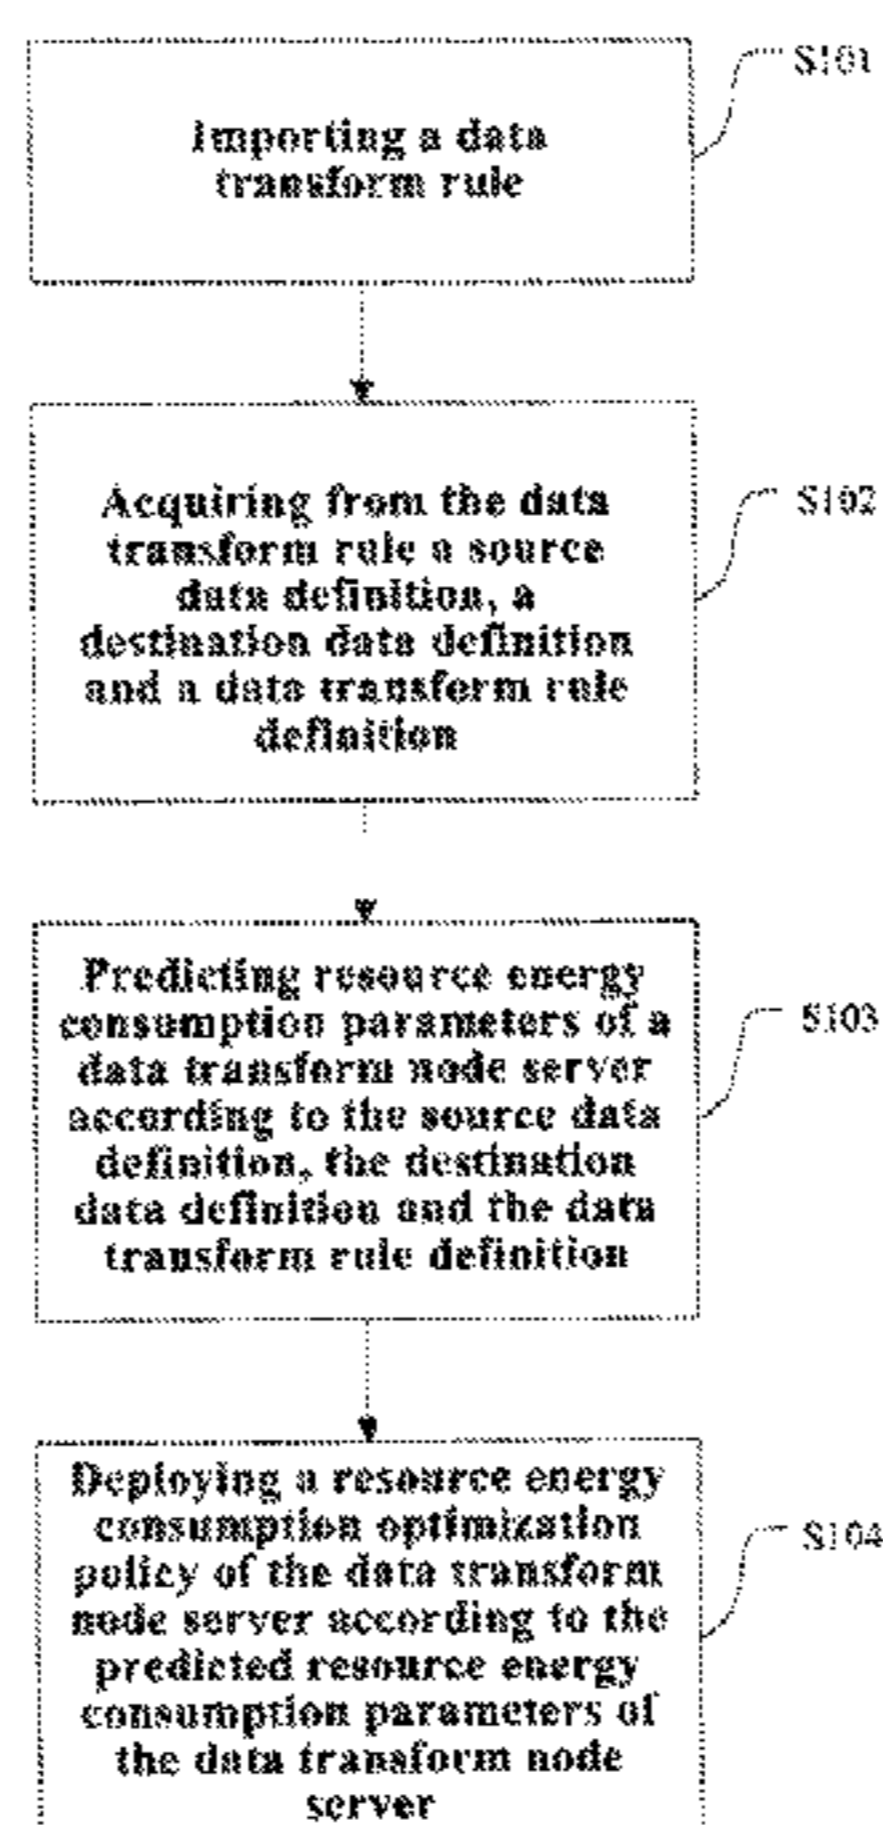 Importing a data
transform rule
S101
Acquiring from the data
transform rule a source
data definition, a
destination data definition
and a data transform rule
definition
S102
Predicting resource energy
consumption parameters of a
data transform node server
according to the source data
definition, the destination
data definition and the data
transform rule definition
S103
Deploying a resource energy
consumption optimization
policy of the data transform
node server according to the
predicted resource energy
consumption parameters of
the data transform node
server
S104